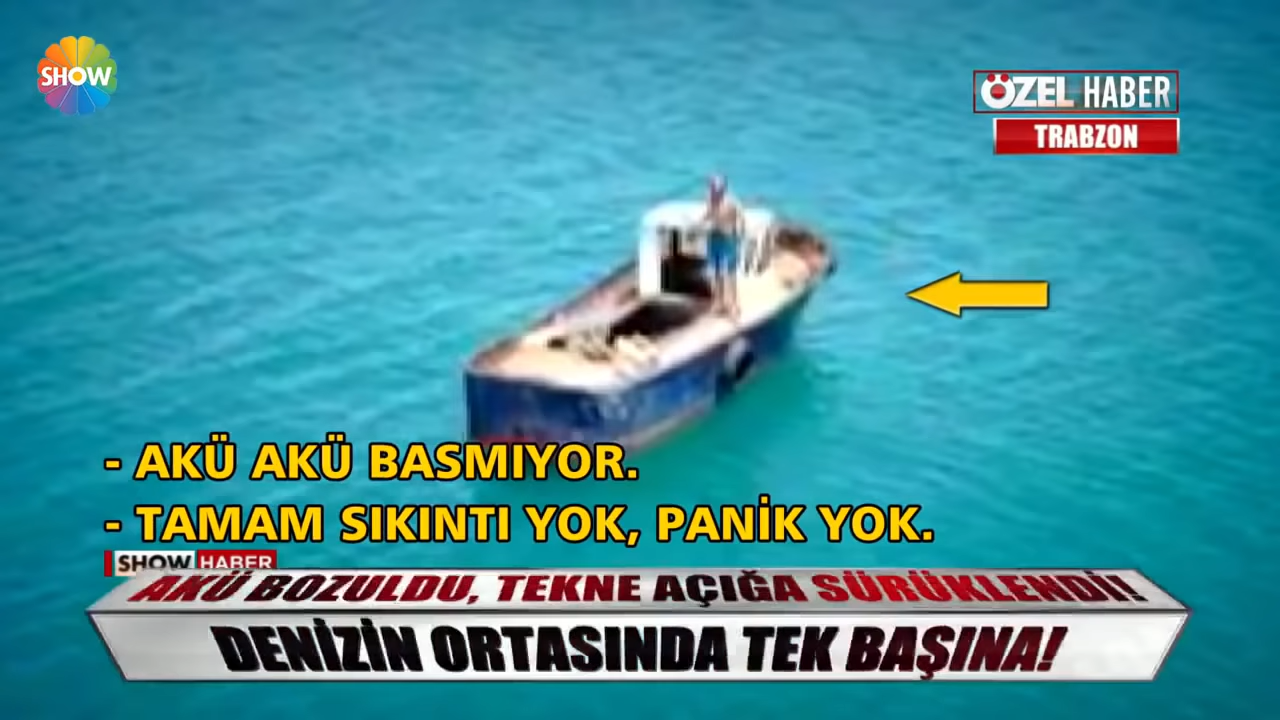 SHOW
ÖZEL HABER
TRABZON
- AKÜ AKÜ BASMIYOR.
- TAMAM SIKINTI YOK, PANİK YOK.
SHOW HABER
AKÜ BOZULDU, TEKNE AÇIĞA SÜRÜKLENDİ!
DENİZİN ORTASINDA TEK BAŞINA!